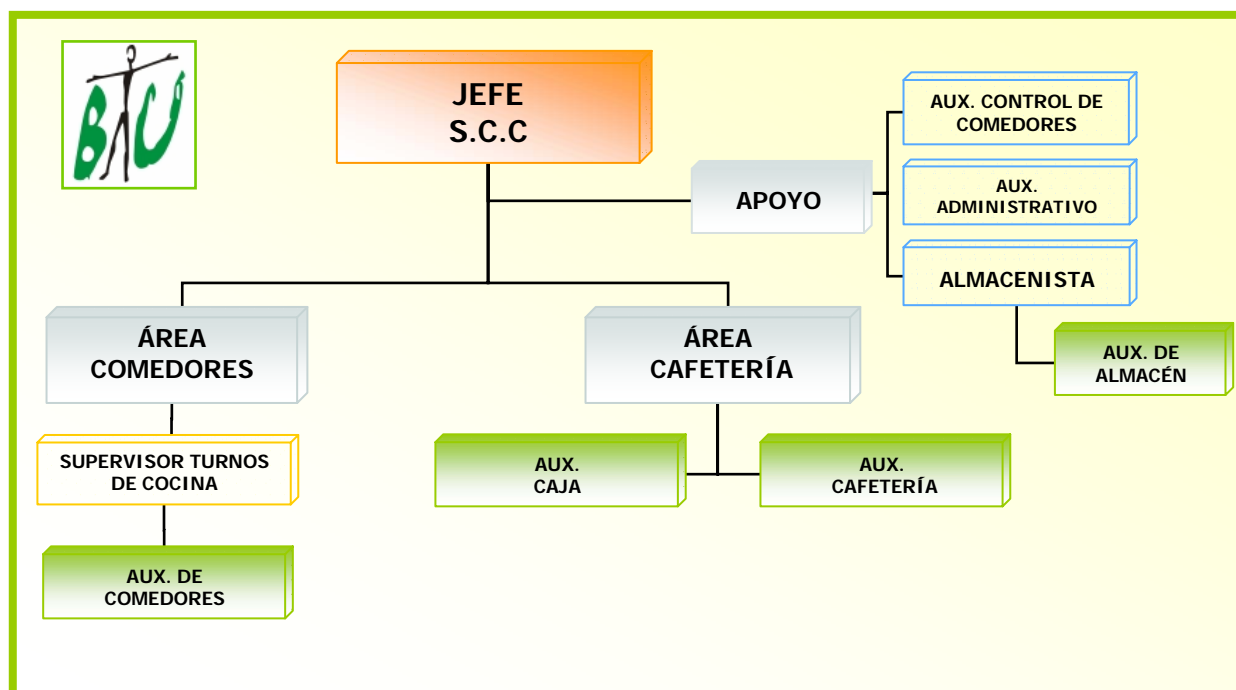 BU
JEFE
S.C.C
AUX. CONTROL DE
COMEDORES
APOYO
AUX.
ADMINISTRATIVO
ALMACENISTA
ÁREA
COMEDORES
ÁREA
CAFETERÍA
AUX. DE
ALMACÉN
SUPERVISOR TURNOS
DE COCINA
AUX.
CAJA
AUX.
CAFETERÍA
AUX. DE
COMEDORES